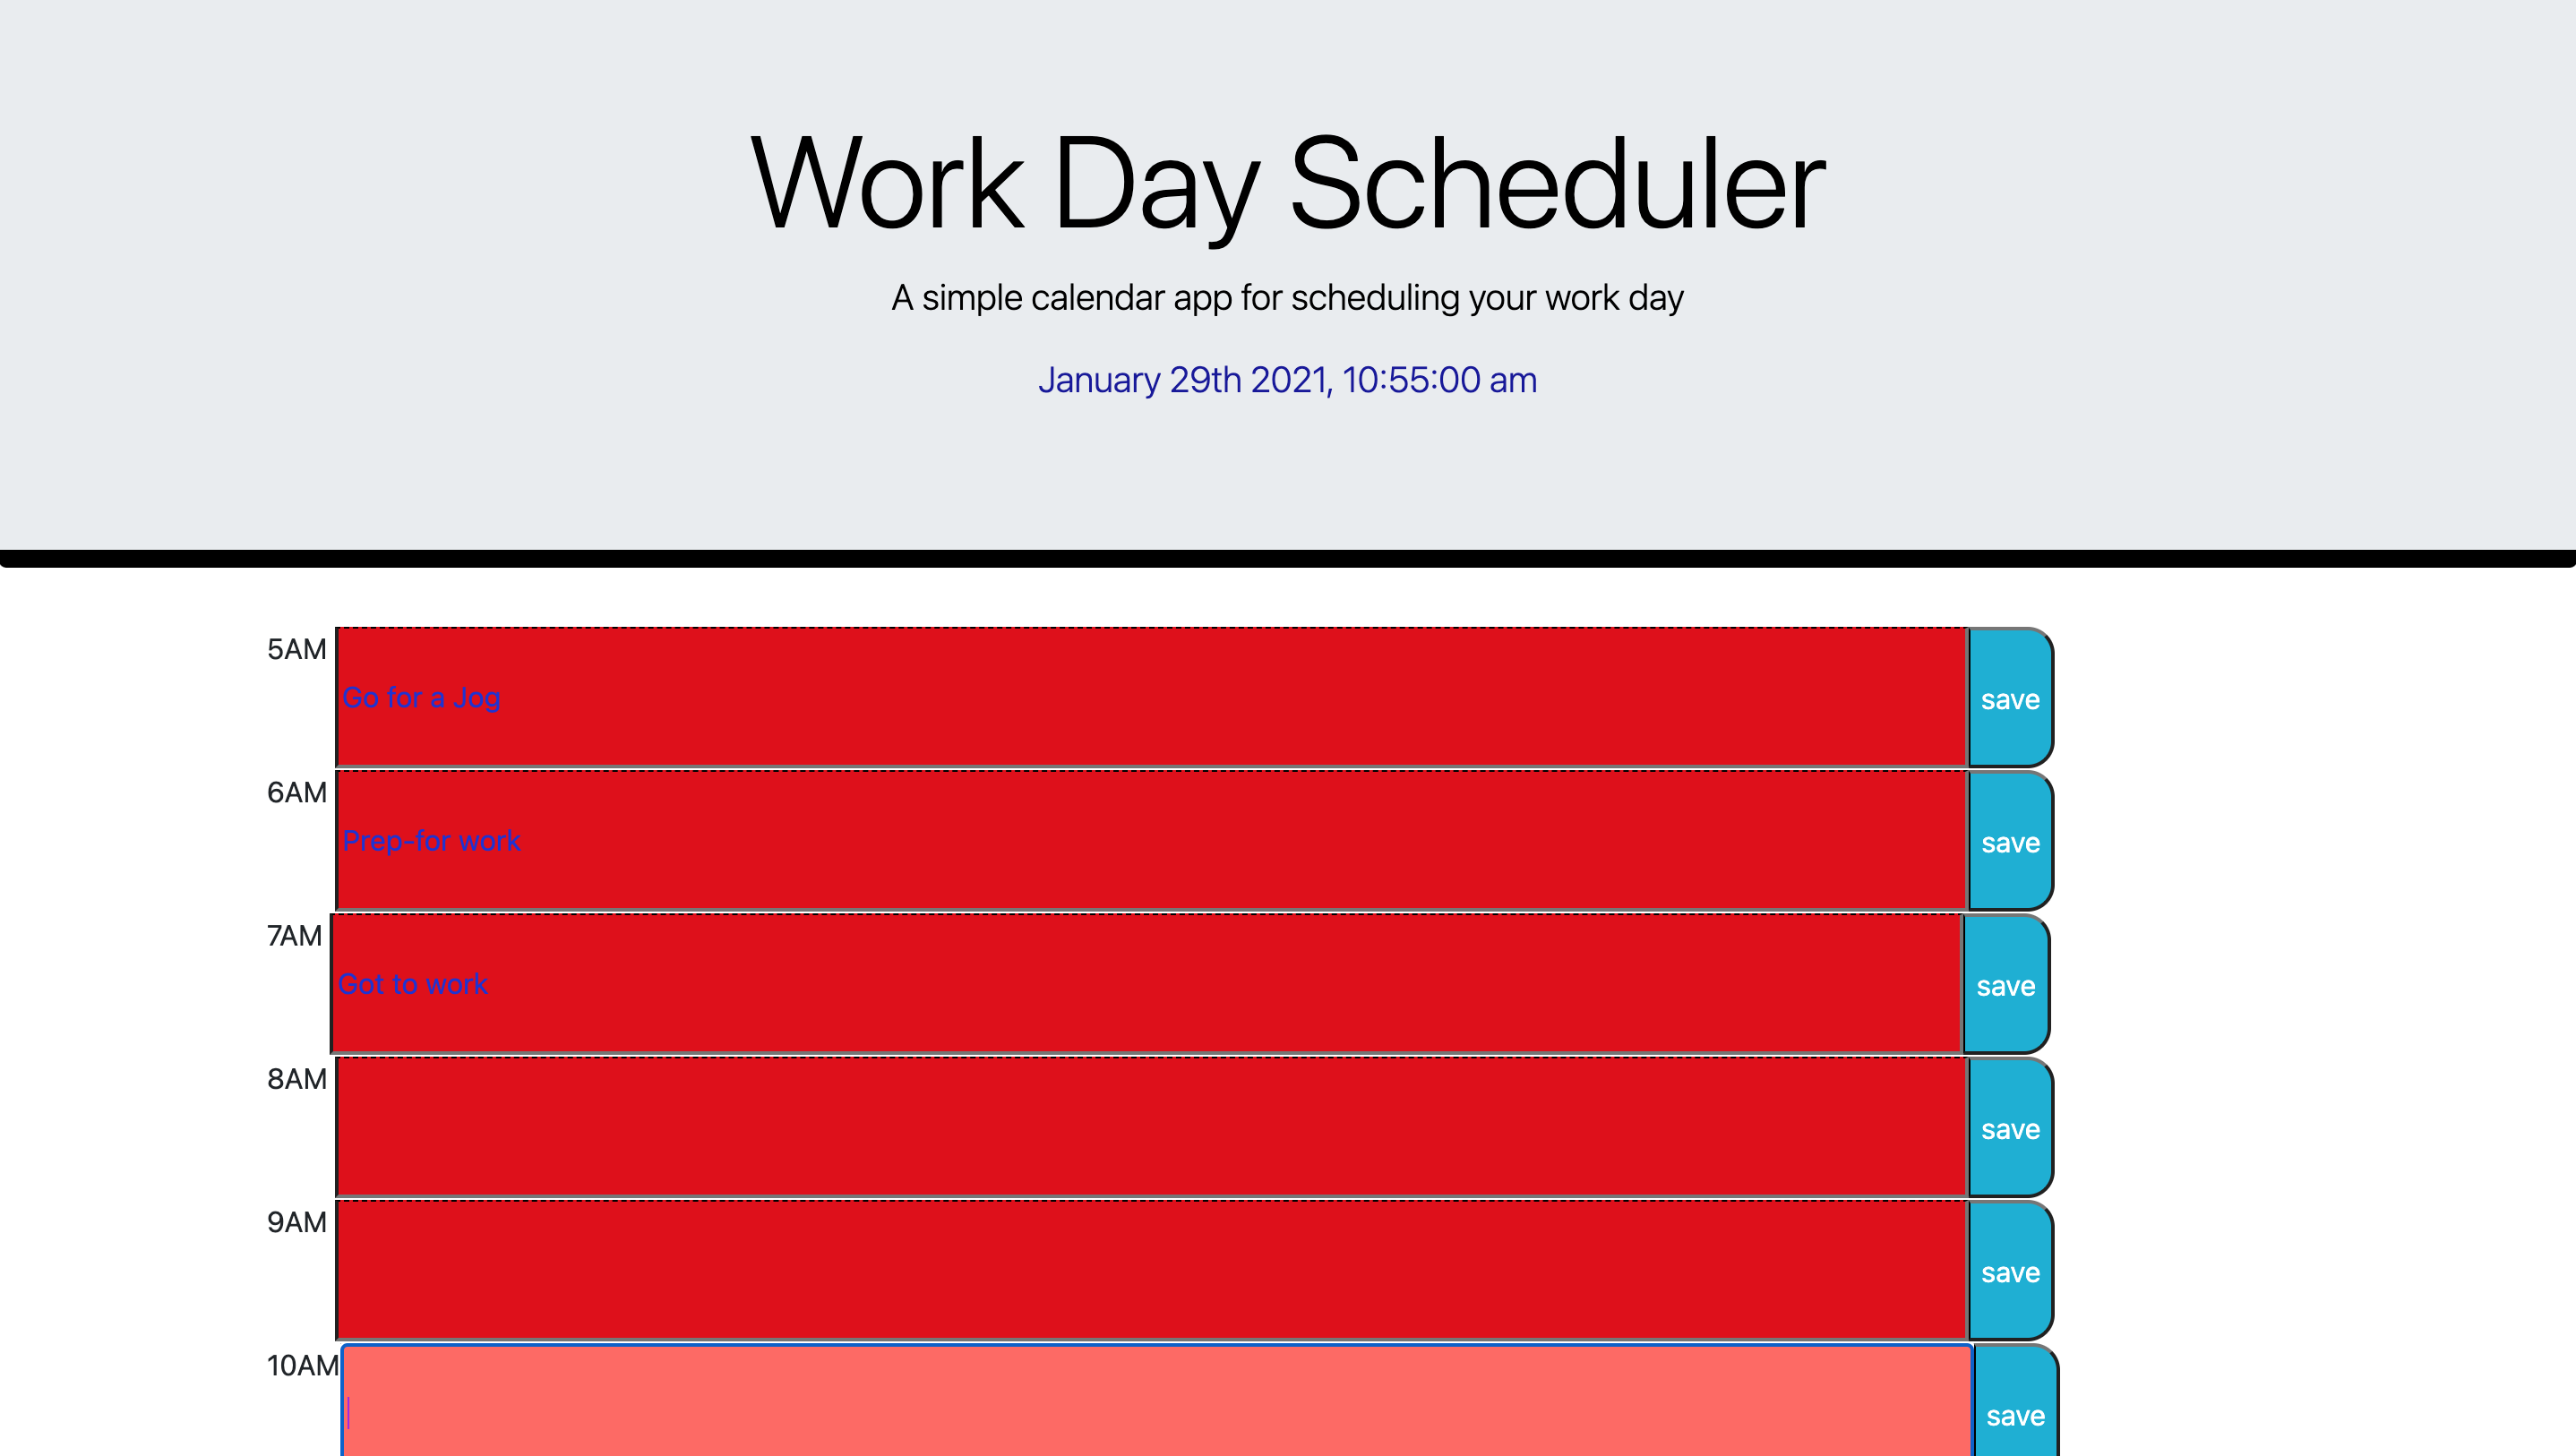 Work Day Scheduler
A simple calendar app for scheduling your work day
January 29th 2021, 10:55:00 am
5AM
Go for a Jog
save
6AM
Prep-for work
save
7AM
Got to work
save
8AM
save
9AM
save
10AM
save